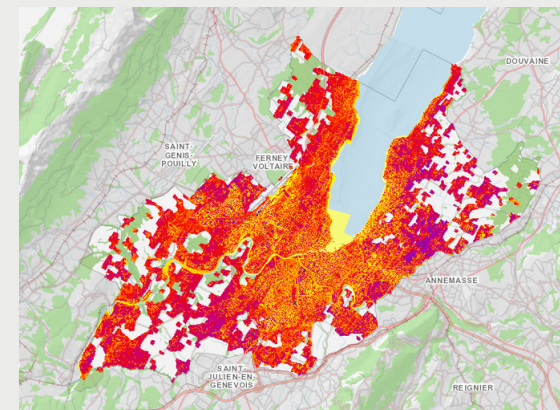 DOUVAINE
SAINT-
GENIS-
POUILLY
FERNEY
VOLTAIRE
ANNEMASSE
SAINT-
JULIEN-EN-
GENEVOIS
REIGNIER